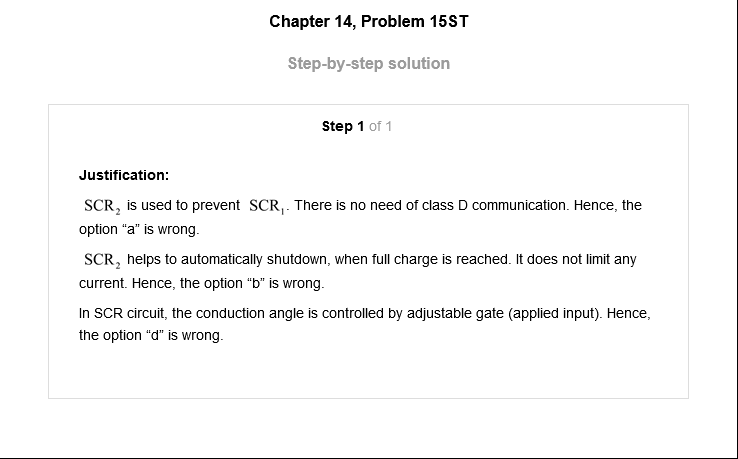 Chapter 14, Problem 15ST
Step-by-step solution
Step 1 of 1
Justification:
SCR₂ is used to prevent SCR₁. There is no need of class D communication. Hence, the
option “a” is wrong.
SCR₂ helps to automatically shutdown, when full charge is reached. It does not limit any
current. Hence, the option “b” is wrong.
In SCR circuit, the conduction angle is controlled by adjustable gate (applied input). Hence,
the option “d” is wrong.